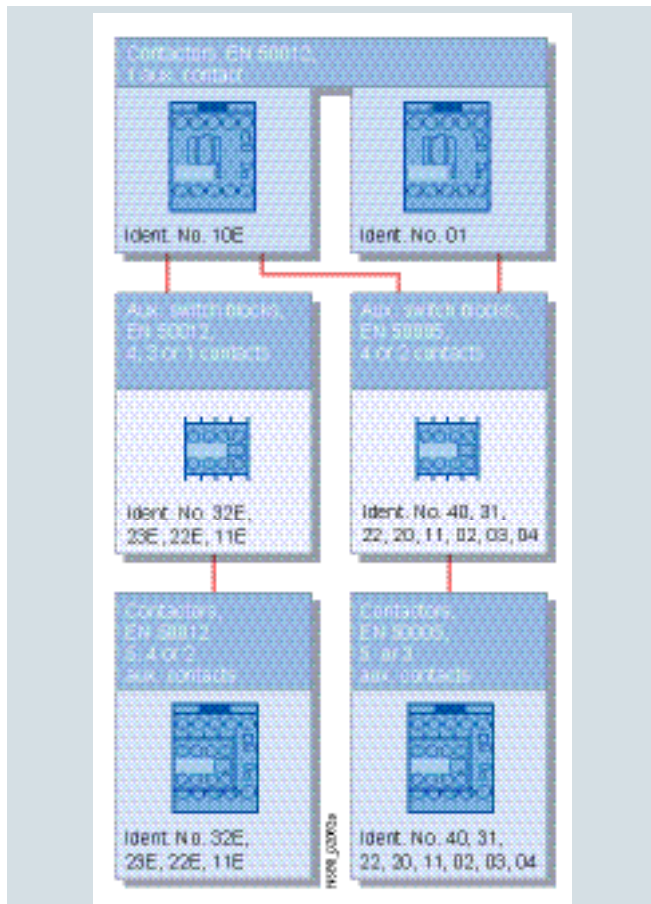 Contactors, EN 50012,
1 aux. contact
Ident. No. 10E
Ident. No. 01
Aux. switch blocks,
EN 50012,
4, 3 or 1 contacts
Aux. switch blocks,
EN 50005,
4 or 2 contacts
Ident. No. 32E,
23E, 22E, 11E
Ident. No. 40, 31,
22, 20, 11, 02, 03, 04
Contactors,
EN 50012
5, 4 or 2
aux. contacts
Contactors,
EN 50005,
5, or 3
aux. contacts
Ident. No. 32E,
23E, 22E, 11E
Ident. No. 40, 31,
22, 20, 11, 02, 03, 04